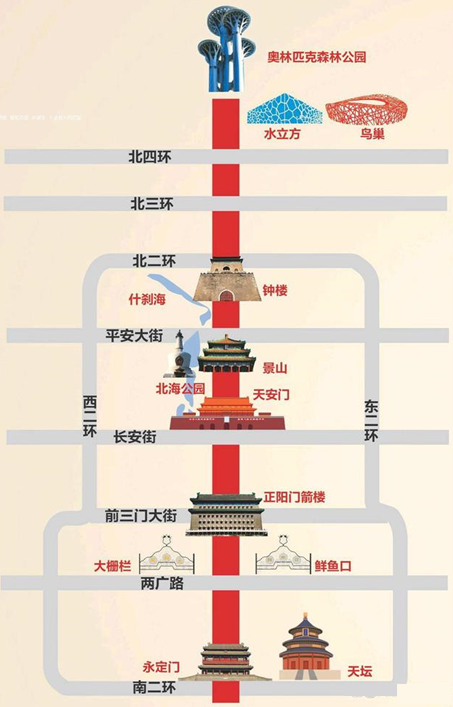 奥林匹克森林公园
水立方
鸟巢
北四环
北三环
北二环
钟楼
什刹海
平安大街
景山
北海公园
天安门
西二环
东二环
长安街
正阳门箭楼
前三门大街
大栅栏
鲜鱼口
两广路
永定门
天坛
南二环